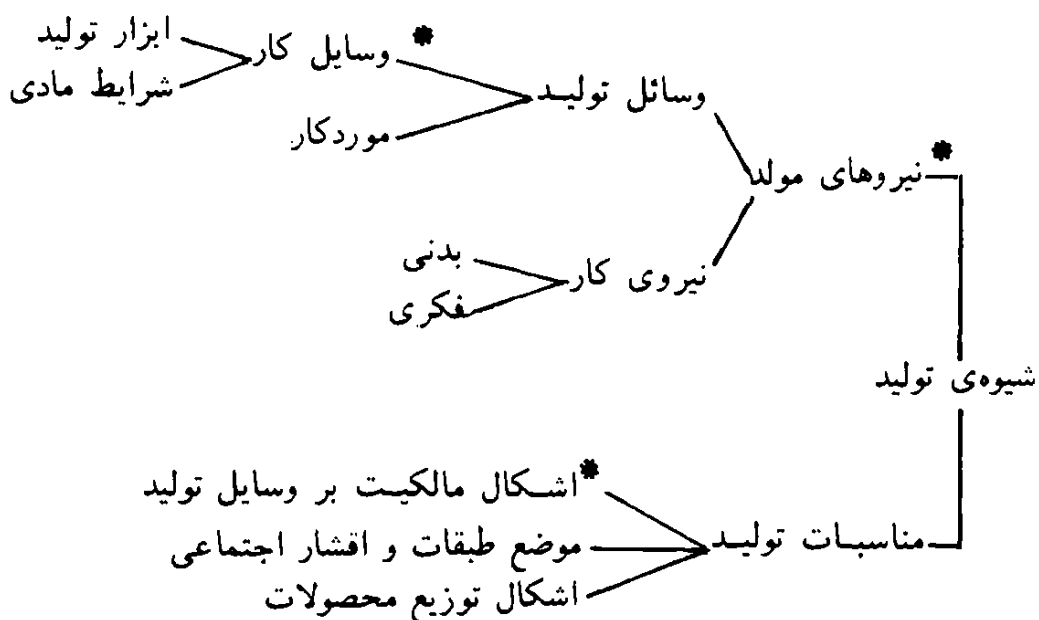 ابزار تولید
* وسایل کار
شرایط مادی
وسائل تولید
موردکار
* نیروهای مولد
بدنی
نیروی کار
فکری
شیوه‌ی تولید
* اشکال مالکیت بر وسایل تولید
مناسبات تولید
موضع طبقات و اقشار اجتماعی
اشکال توزیع محصولات